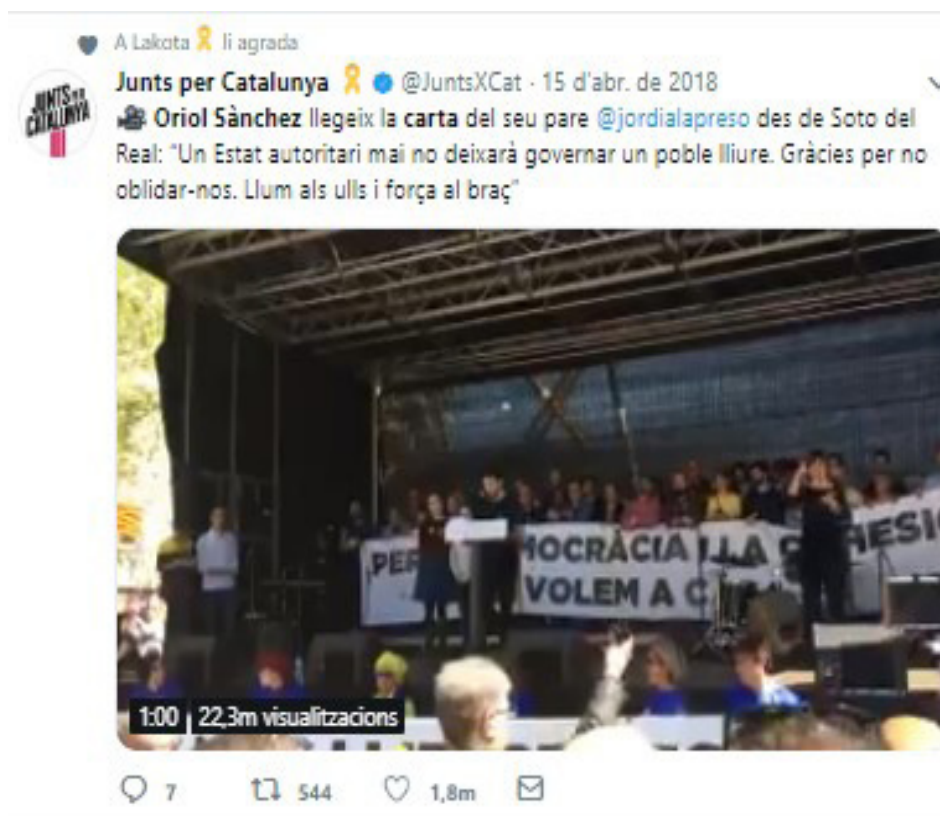 A Lakota 🎗 li agrada
Junts per Catalunya 🎗 @JuntsXCat · 15 d'abr. de 2018
JUNTS PER
CATALUNYA
🎥 Oriol Sànchez llegeix la carta del seu pare @jordialapreso des de Soto del
Real: "Un Estat autoritari mai no deixarà governar un poble lliure. Gràcies per no
oblidar-nos. Llum als ulls i força al braç"
PER
MOCRÀCIA I LA
HESIÓ
VOLEM A
1:00 22,3m visualitzacions
7 544 1,8m